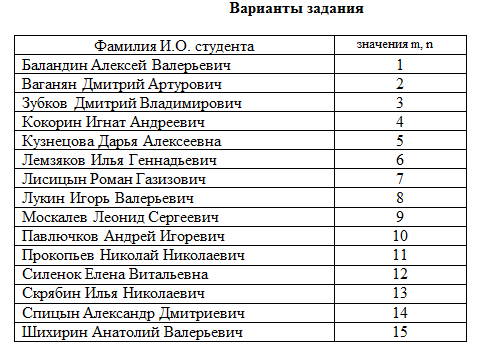 Варианты задания
Фамилия И.О. студента значения m, n
Баландин Алексей Валерьевич 1
Ваганян Дмитрий Артурович 2
Зубков Дмитрий Владимирович 3
Кокорин Игнат Андреевич 4
Кузнецова Дарья Алексеевна 5
Лемзяков Илья Геннадьевич 6
Лисицын Роман Газизович 7
Лукин Игорь Валерьевич 8
Москалев Леонид Сергеевич 9
Павлючков Андрей Игоревич 10
Прокопьев Николай Николаевич 11
Силенок Елена Витальевна 12
Скрябин Илья Николаевич 13
Спицын Александр Дмитриевич 14
Шихирин Анатолий Валерьевич 15